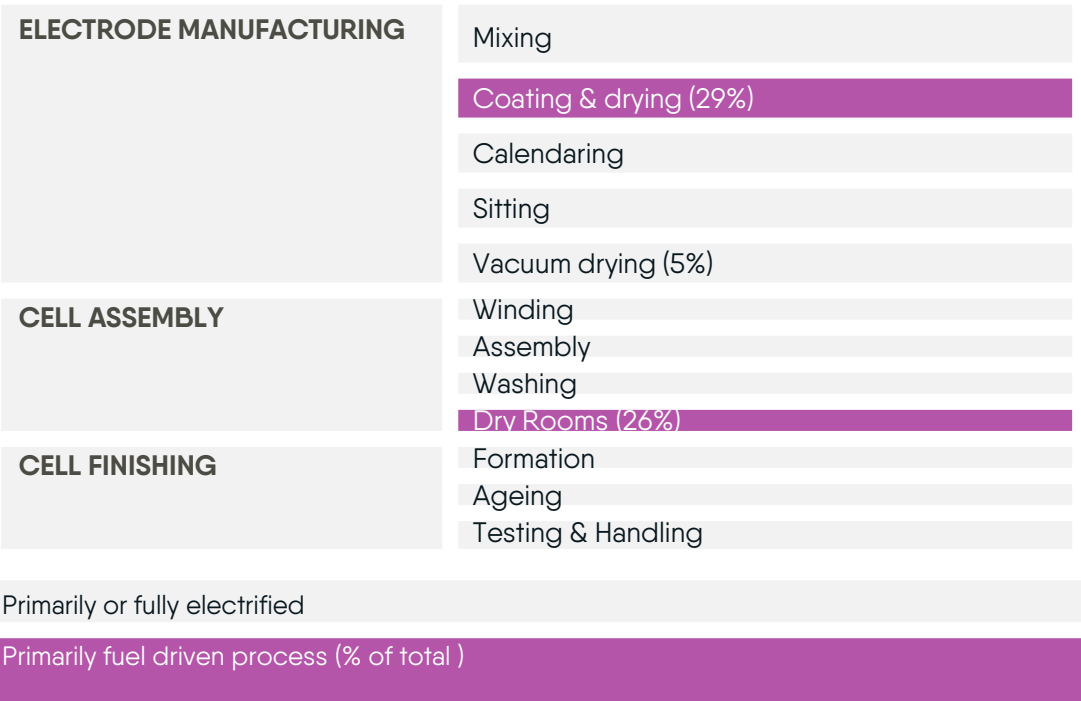 ELECTRODE MANUFACTURING
Mixing
Coating & drying (29%)
Calendaring
Sitting
Vacuum drying (5%)
CELL ASSEMBLY
Winding
Assembly
Washing
Dry Rooms (26%)
CELL FINISHING
Formation
Ageing
Testing & Handling
Primarily or fully electrified
Primarily fuel driven process (% of total )